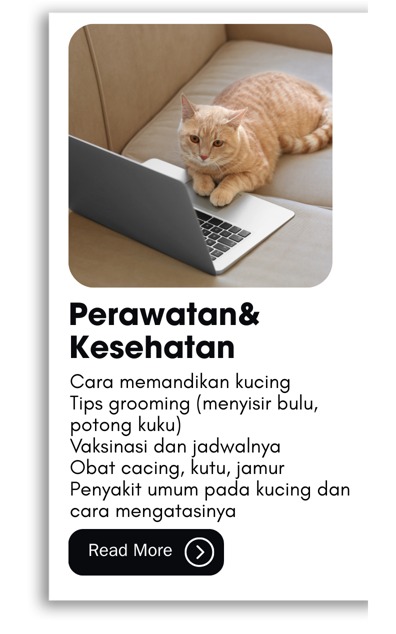 Perawatan&
Kesehatan
Cara memandikan kucing
Tips grooming (menyisir bulu,
potong kuku)
Vaksinasi dan jadwalnya
Obat cacing, kutu, jamur
Penyakit umum pada kucing dan
cara mengatasinya
Read More